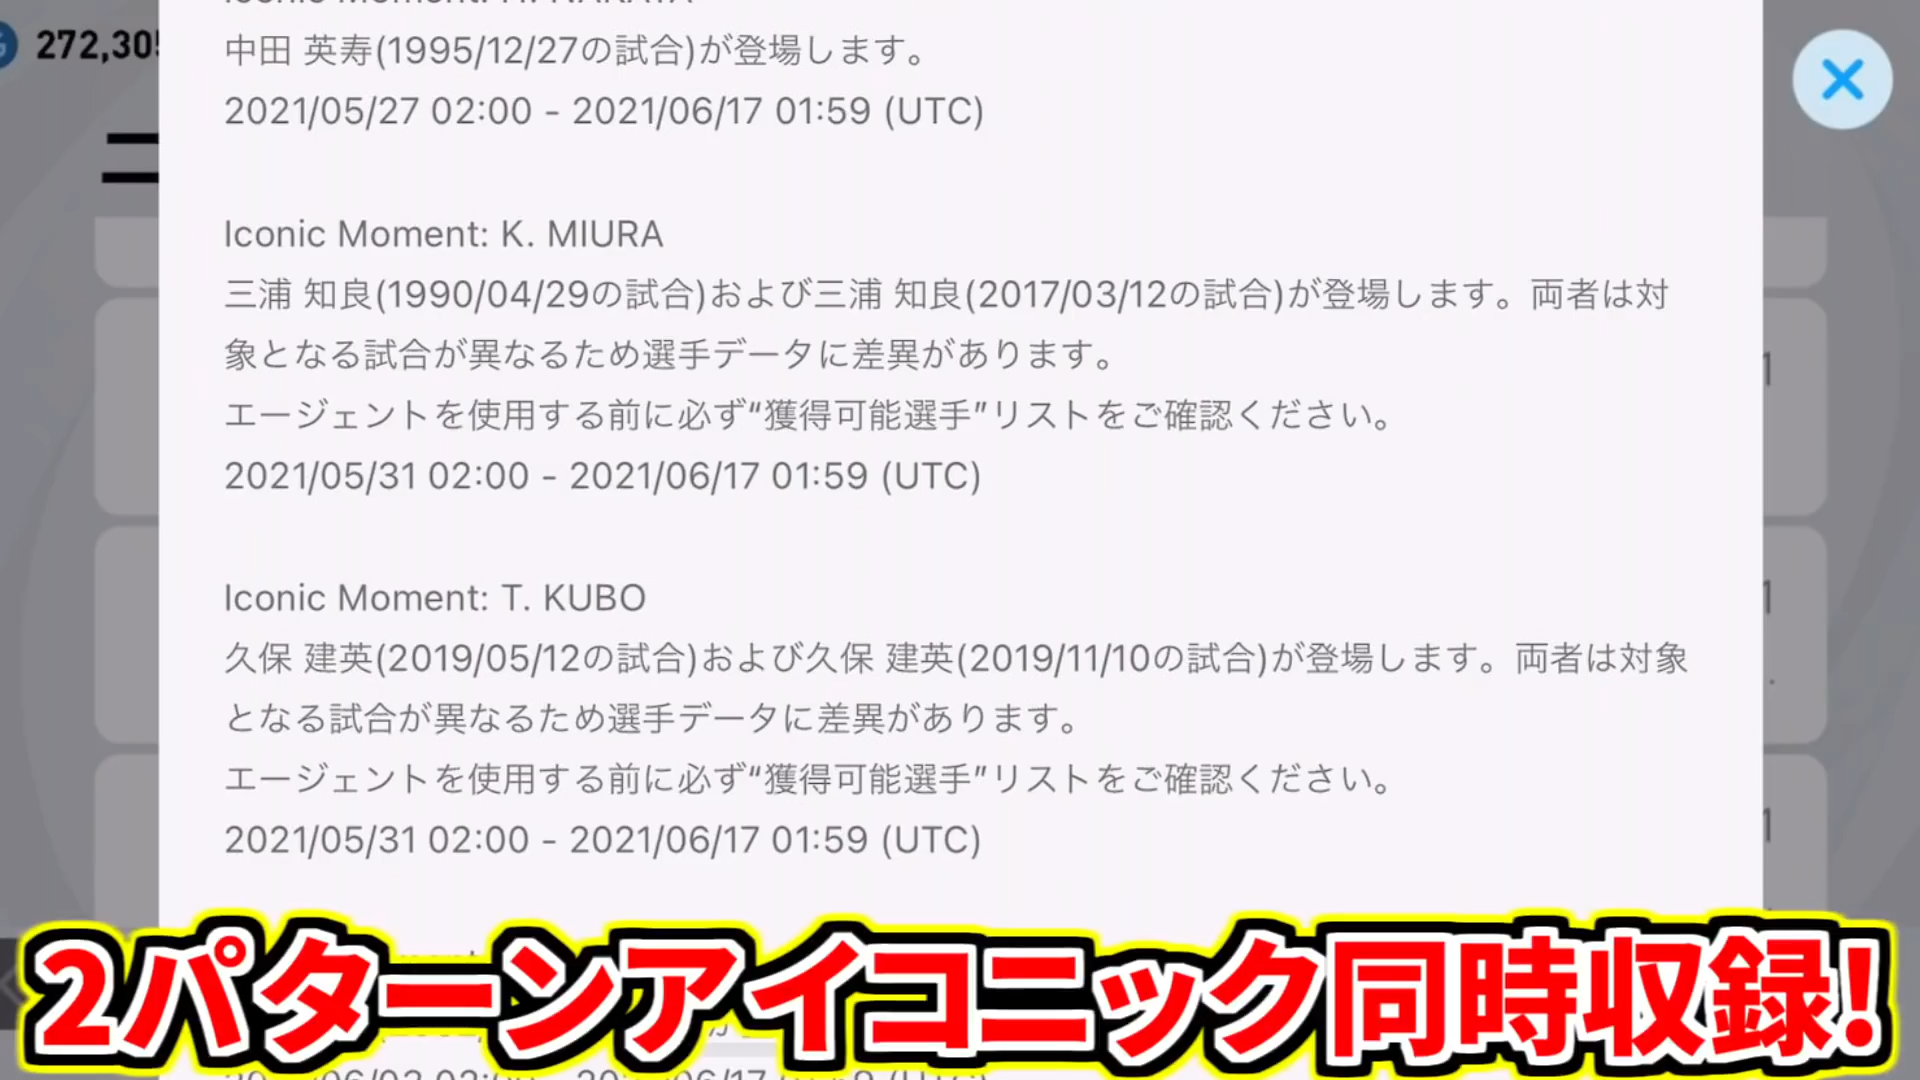 272,305
中田 英寿(1995/12/27の試合)が登場します。
2021/05/27 02:00 - 2021/06/17 01:59 (UTC)
Iconic Moment: K. MIURA
三浦 知良(1990/04/29の試合)および三浦 知良(2017/03/12の試合)が登場します。両者は対
象となる試合が異なるため選手データに差異があります。
エージェントを使用する前に必ず“獲得可能選手”リストをご確認ください。
2021/05/31 02:00 - 2021/06/17 01:59 (UTC)
Iconic Moment: T. KUBO
久保 建英(2019/05/12の試合)および久保 建英(2019/11/10の試合)が登場します。両者は対象
となる試合が異なるため選手データに差異があります。
エージェントを使用する前に必ず“獲得可能選手”リストをご確認ください。
2021/05/31 02:00 - 2021/06/17 01:59 (UTC)
2パターンアイコニック同時収録!